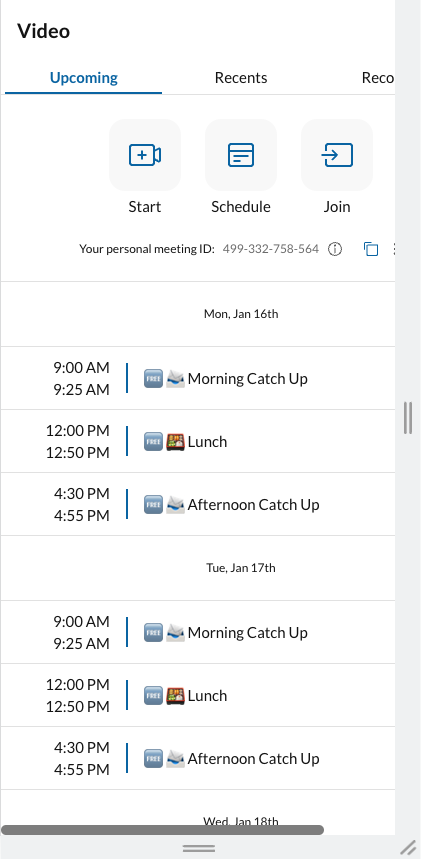 Video
Upcoming Recents Reco
Start Schedule Join
Your personal meeting ID: 499-332-758-564
Mon, Jan 16th
9:00 AM
9:25 AM
FREE Morning Catch Up
12:00 PM
12:50 PM
FREE Lunch
4:30 PM
4:55 PM
FREE Afternoon Catch Up
Tue, Jan 17th
9:00 AM
9:25 AM
FREE Morning Catch Up
12:00 PM
12:50 PM
FREE Lunch
4:30 PM
4:55 PM
FREE Afternoon Catch Up
Wed, Jan 18th